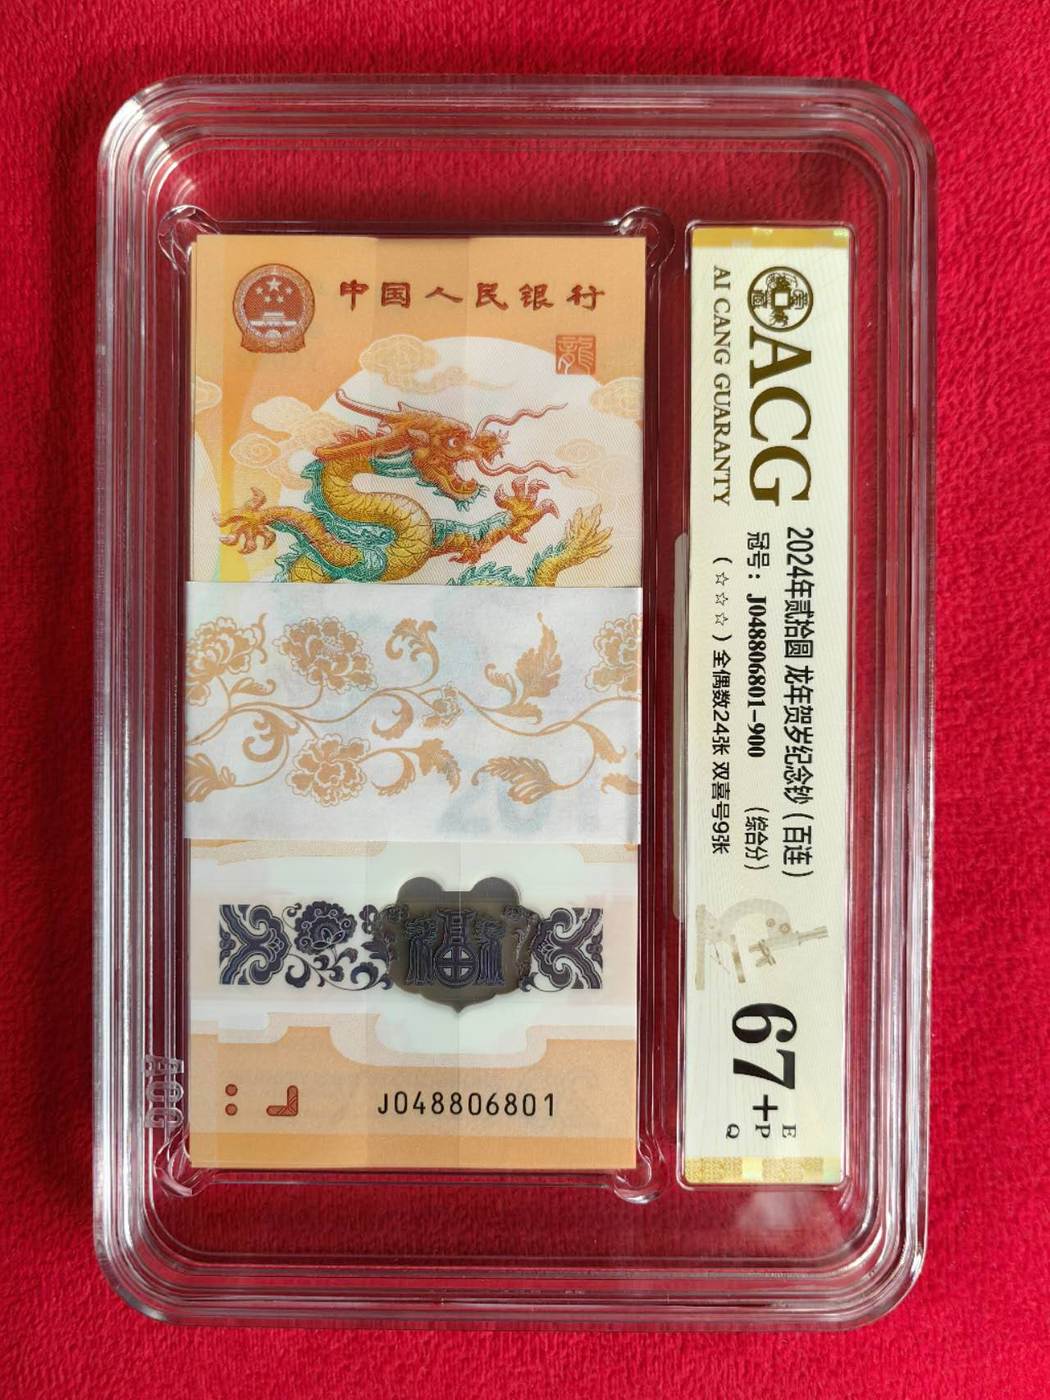 中国人民银行
龍
J048806801
ACG
AI CANG GUARANTY
2024年贰拾圆 龙年贺岁纪念钞（百连）
冠号：J048806801-900 （综合分）
（☆☆☆）全偶数24张 双喜号9张
67+
E
P
Q
ACG